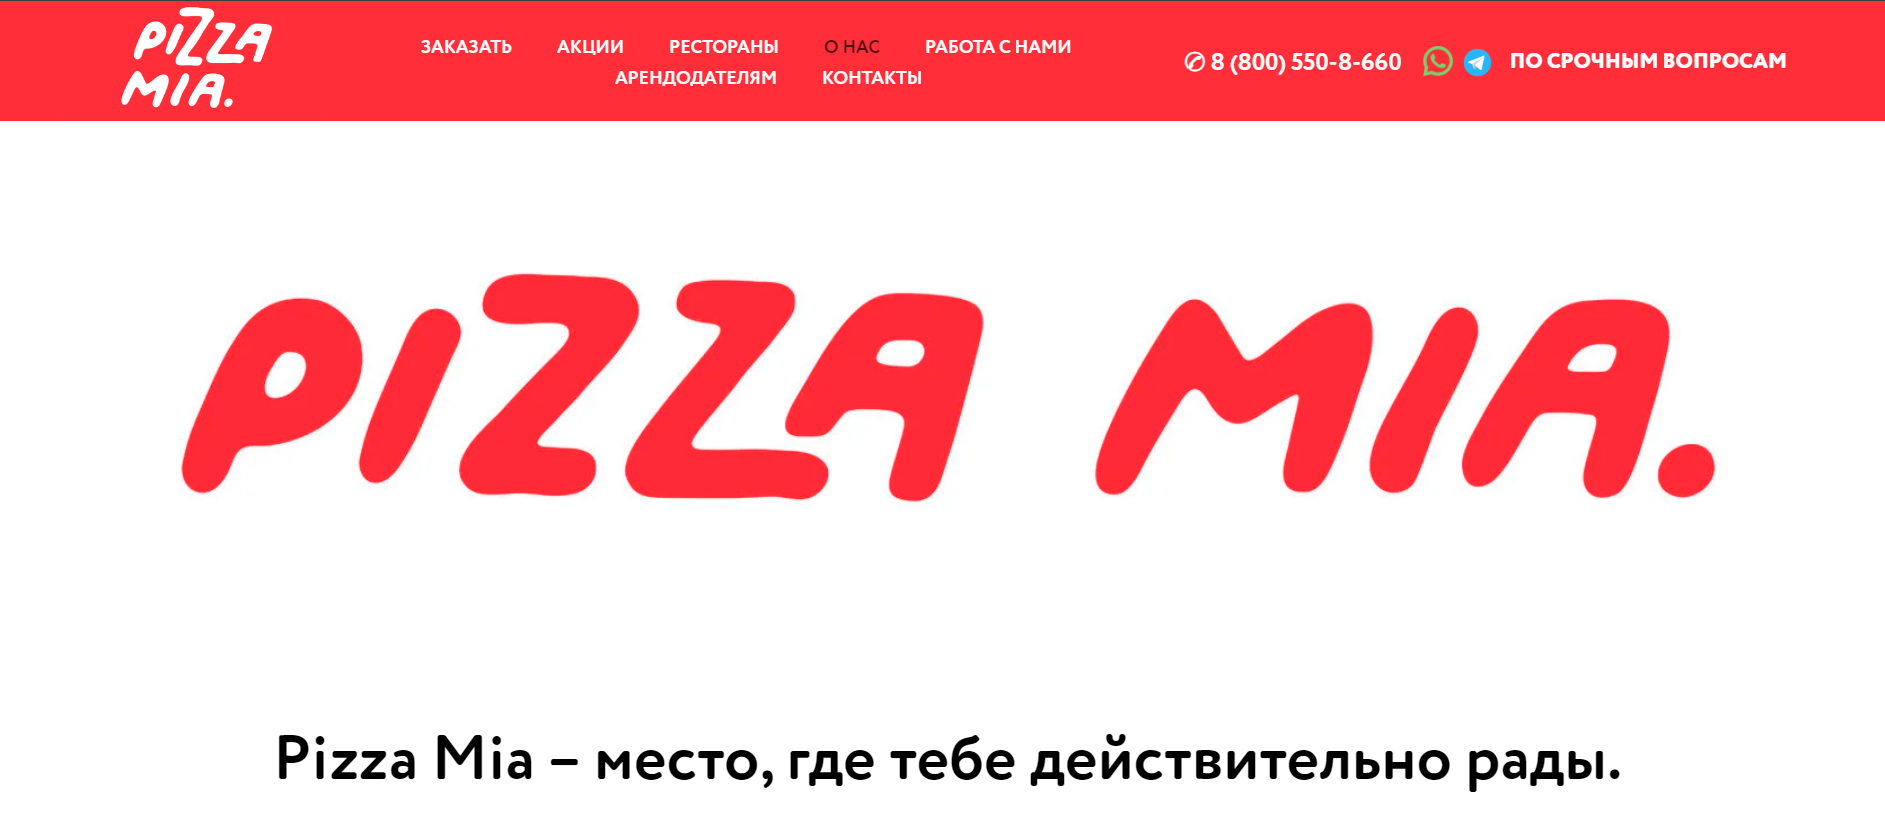 PIZZA
MIA.
ЗАКАЗАТЬ АКЦИИ РЕСТОРАНЫ О НАС РАБОТА С НАМИ
АРЕНДОДАТЕЛЯМ КОНТАКТЫ
✆ 8 (800) 550-8-660
ПО СРОЧНЫМ ВОПРОСАМ
PIZZA MIA.
Pizza Mia – место, где тебе действительно рады.